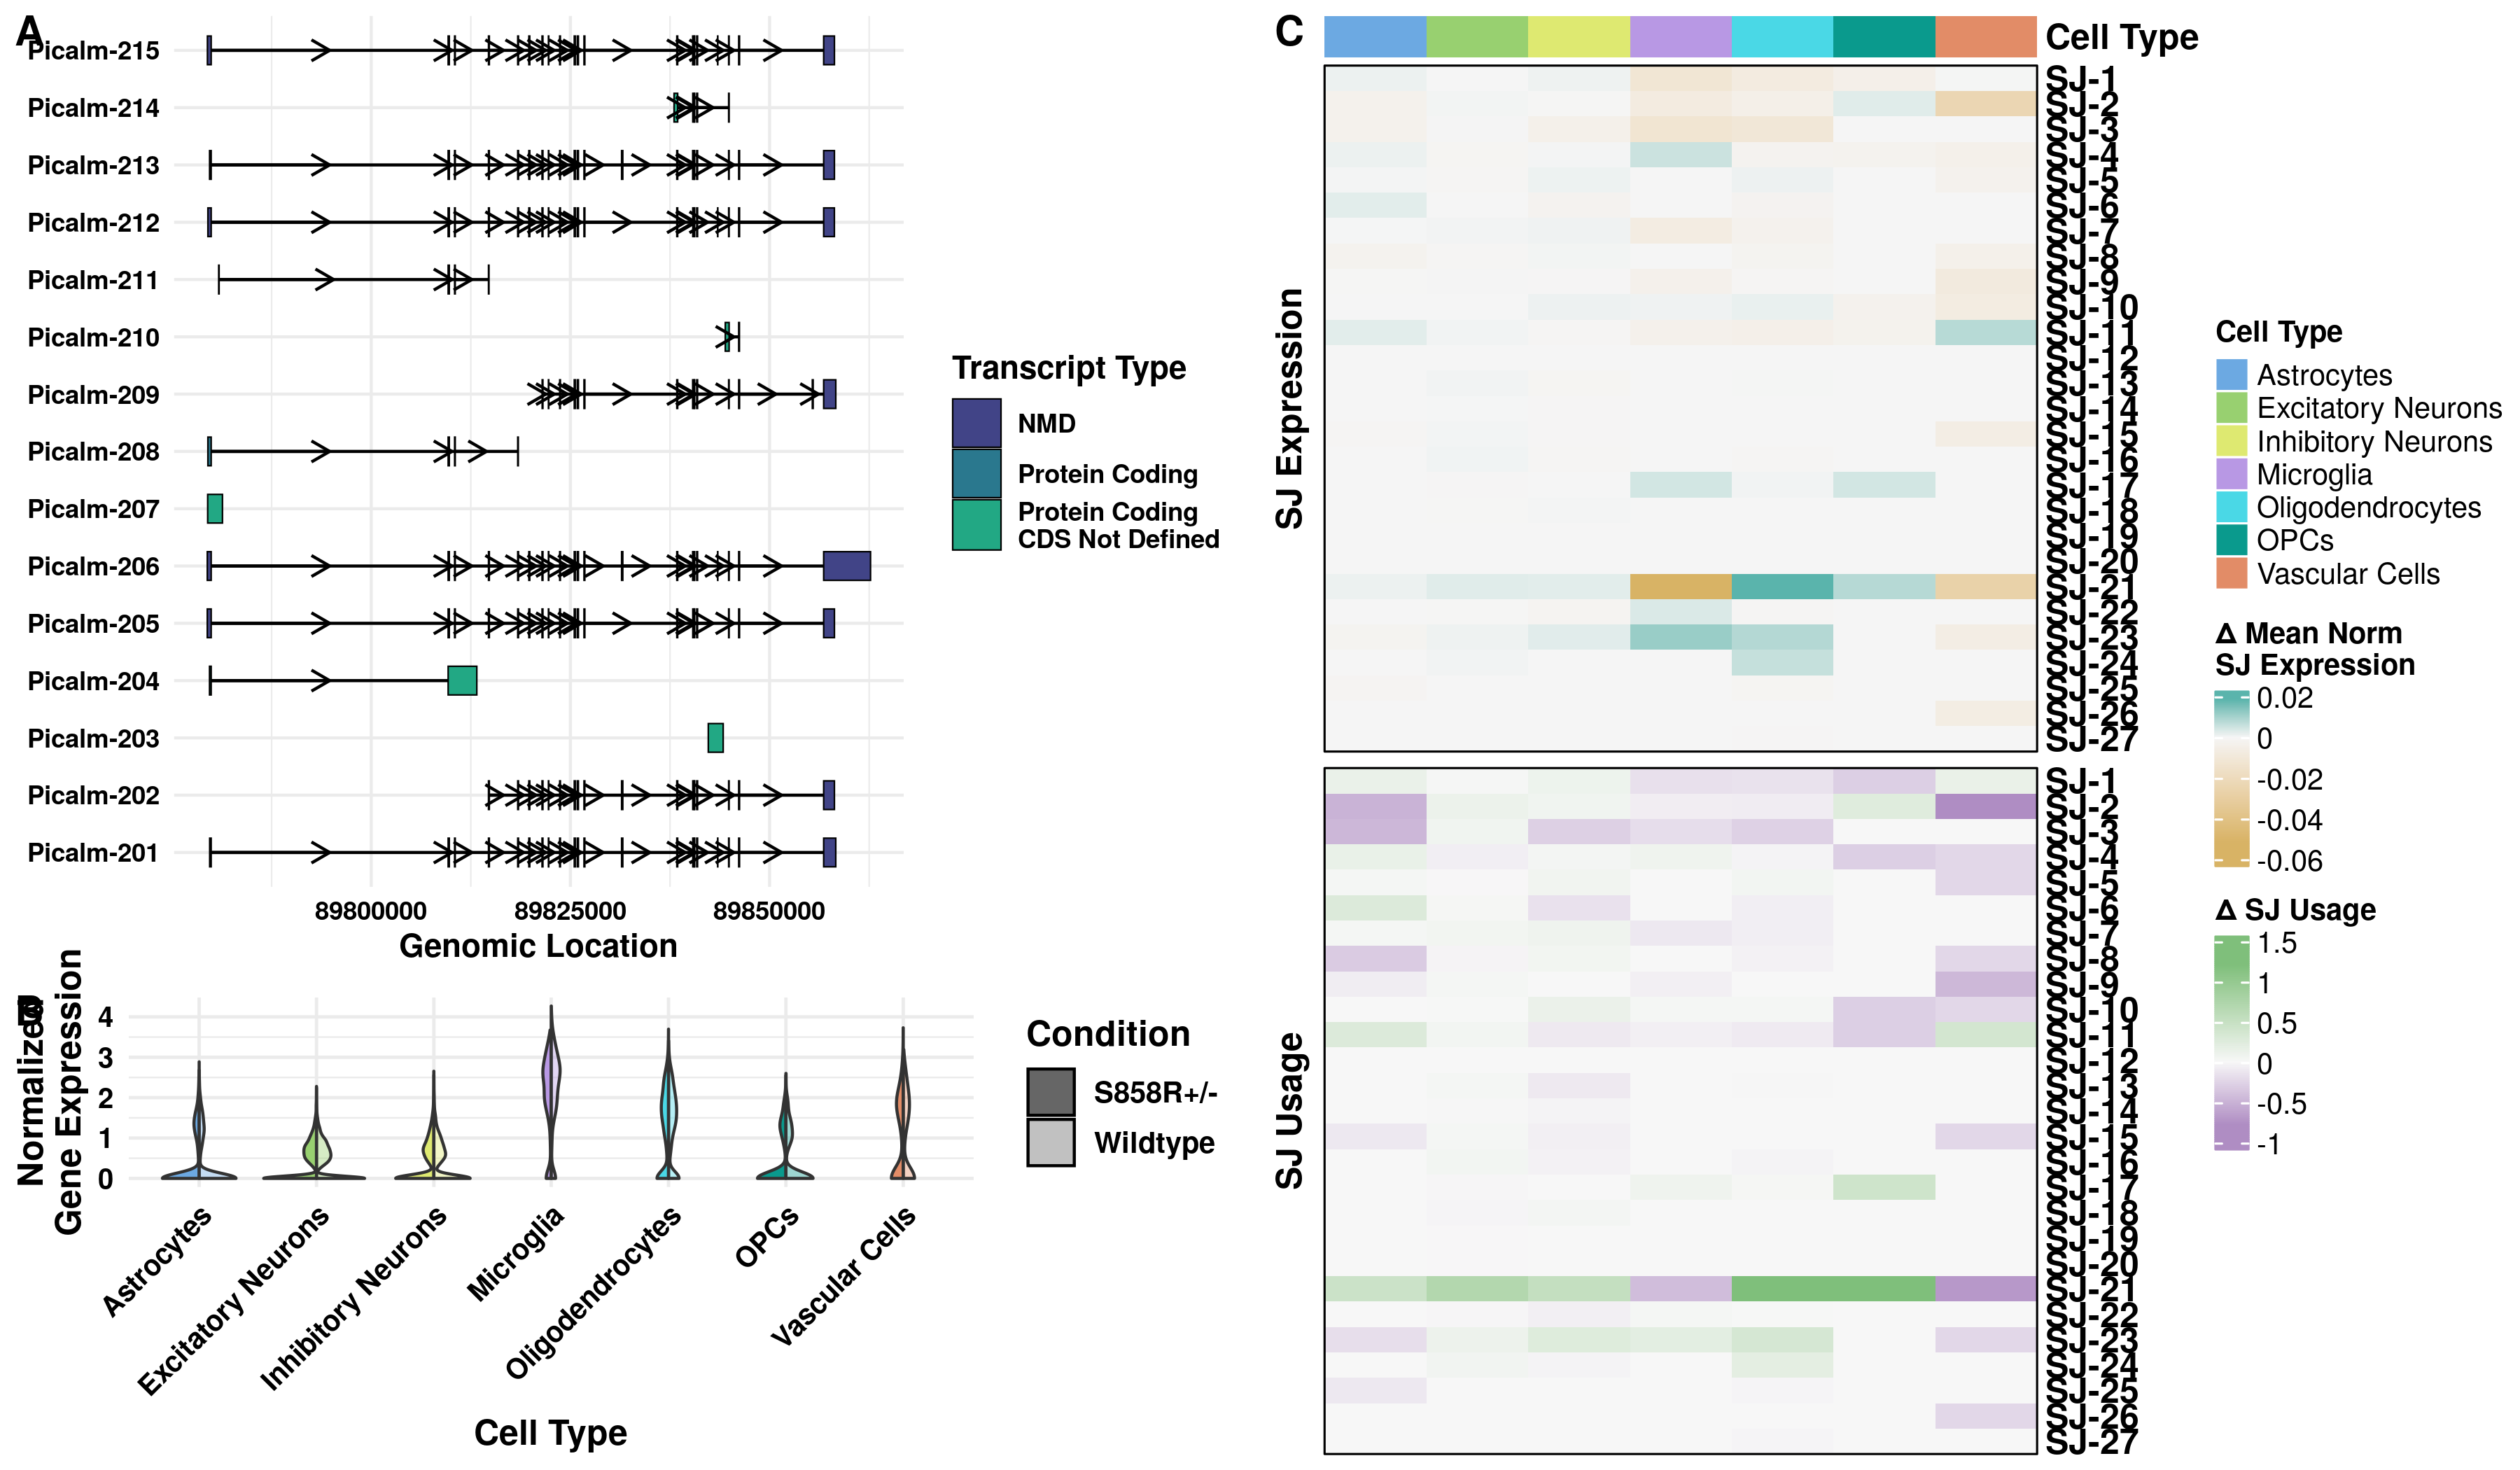 A
Picalm-215
Picalm-214
Picalm-213
Picalm-212
Picalm-211
Picalm-210
Picalm-209
Picalm-208
Picalm-207
Picalm-206
Picalm-205
Picalm-204
Picalm-203
Picalm-202
Picalm-201
89800000 89825000 89850000
Genomic Location
Transcript Type
NMD
Protein Coding
Protein Coding
CDS Not Defined
B
Normalized
Gene Expression
4
3
2
1
0
Astrocytes
Excitatory Neurons
Inhibitory Neurons
Microglia
Oligodendrocytes
OPCs
Vascular Cells
Cell Type
Condition
S858R+/-
Wildtype
C
Cell Type
SJ Expression
SJ-1
SJ-2
SJ-3
SJ-4
SJ-5
SJ-6
SJ-7
SJ-8
SJ-9
SJ-10
SJ-11
SJ-12
SJ-13
SJ-14
SJ-15
SJ-16
SJ-17
SJ-18
SJ-19
SJ-20
SJ-21
SJ-22
SJ-23
SJ-24
SJ-25
SJ-26
SJ-27
SJ Usage
SJ-1
SJ-2
SJ-3
SJ-4
SJ-5
SJ-6
SJ-7
SJ-8
SJ-9
SJ-10
SJ-11
SJ-12
SJ-13
SJ-14
SJ-15
SJ-16
SJ-17
SJ-18
SJ-19
SJ-20
SJ-21
SJ-22
SJ-23
SJ-24
SJ-25
SJ-26
SJ-27
Cell Type
Astrocytes
Excitatory Neurons
Inhibitory Neurons
Microglia
Oligodendrocytes
OPCs
Vascular Cells
Δ Mean Norm
SJ Expression
0.02
0
-0.02
-0.04
-0.06
Δ SJ Usage
1.5
1
0.5
0
-0.5
-1